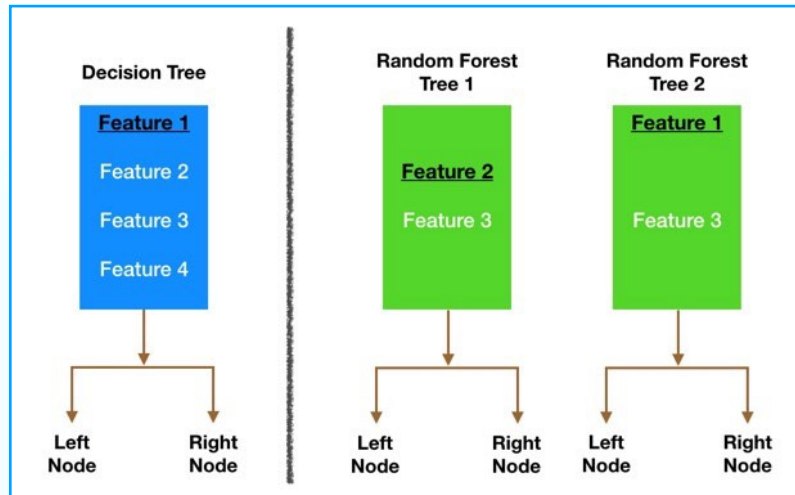 Decision Tree
Feature 1
Feature 2
Feature 3
Feature 4
Left
Node
Right
Node
Random Forest
Tree 1
Feature 2
Feature 3
Left
Node
Right
Node
Random Forest
Tree 2
Feature 1
Feature 3
Left
Node
Right
Node